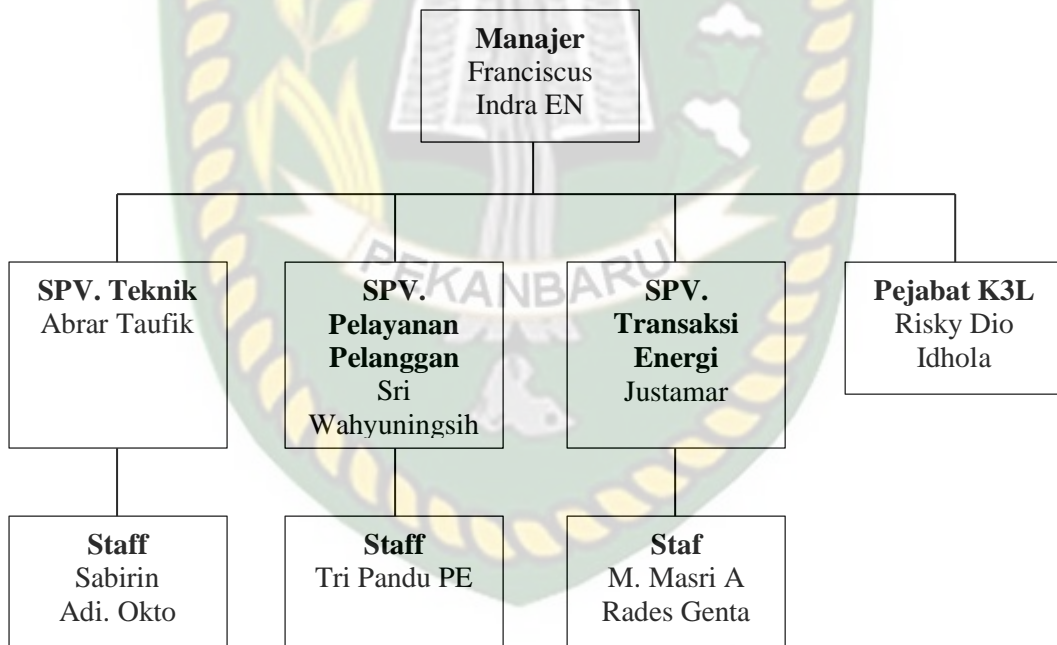 Manajer
Franciscus
Indra EN
PEKANBARU
SPV. Teknik
Abrar Taufik
SPV.
Pelayanan
Pelanggan
Sri
Wahyuningsih
SPV.
Transaksi
Energi
Justamar
Pejabat K3L
Risky Dio
Idhola
Staff
Sabirin
Adi. Okto
Staff
Tri Pandu PE
Staf
M. Masri A
Rades Genta